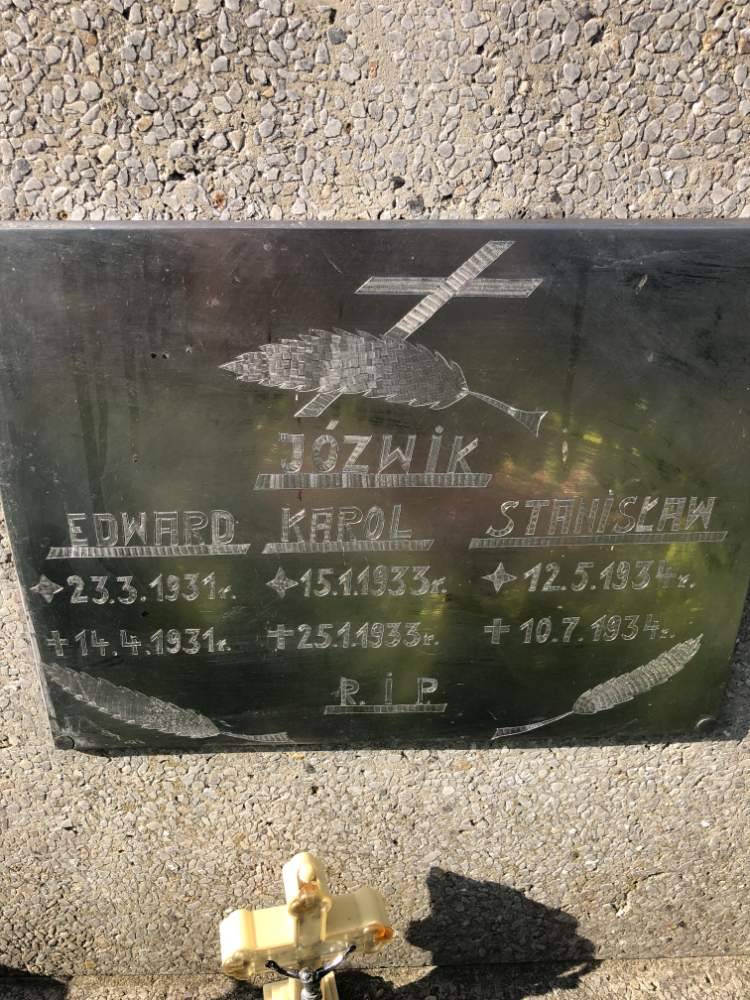 JÓZWIK
EDWARD KAROL STANISŁAW
23.3.1931r. 15.1.1933r. 12.5.1934r.
14.4.1931r. 25.1.1933r. 10.7.1934r.
R.I.P.